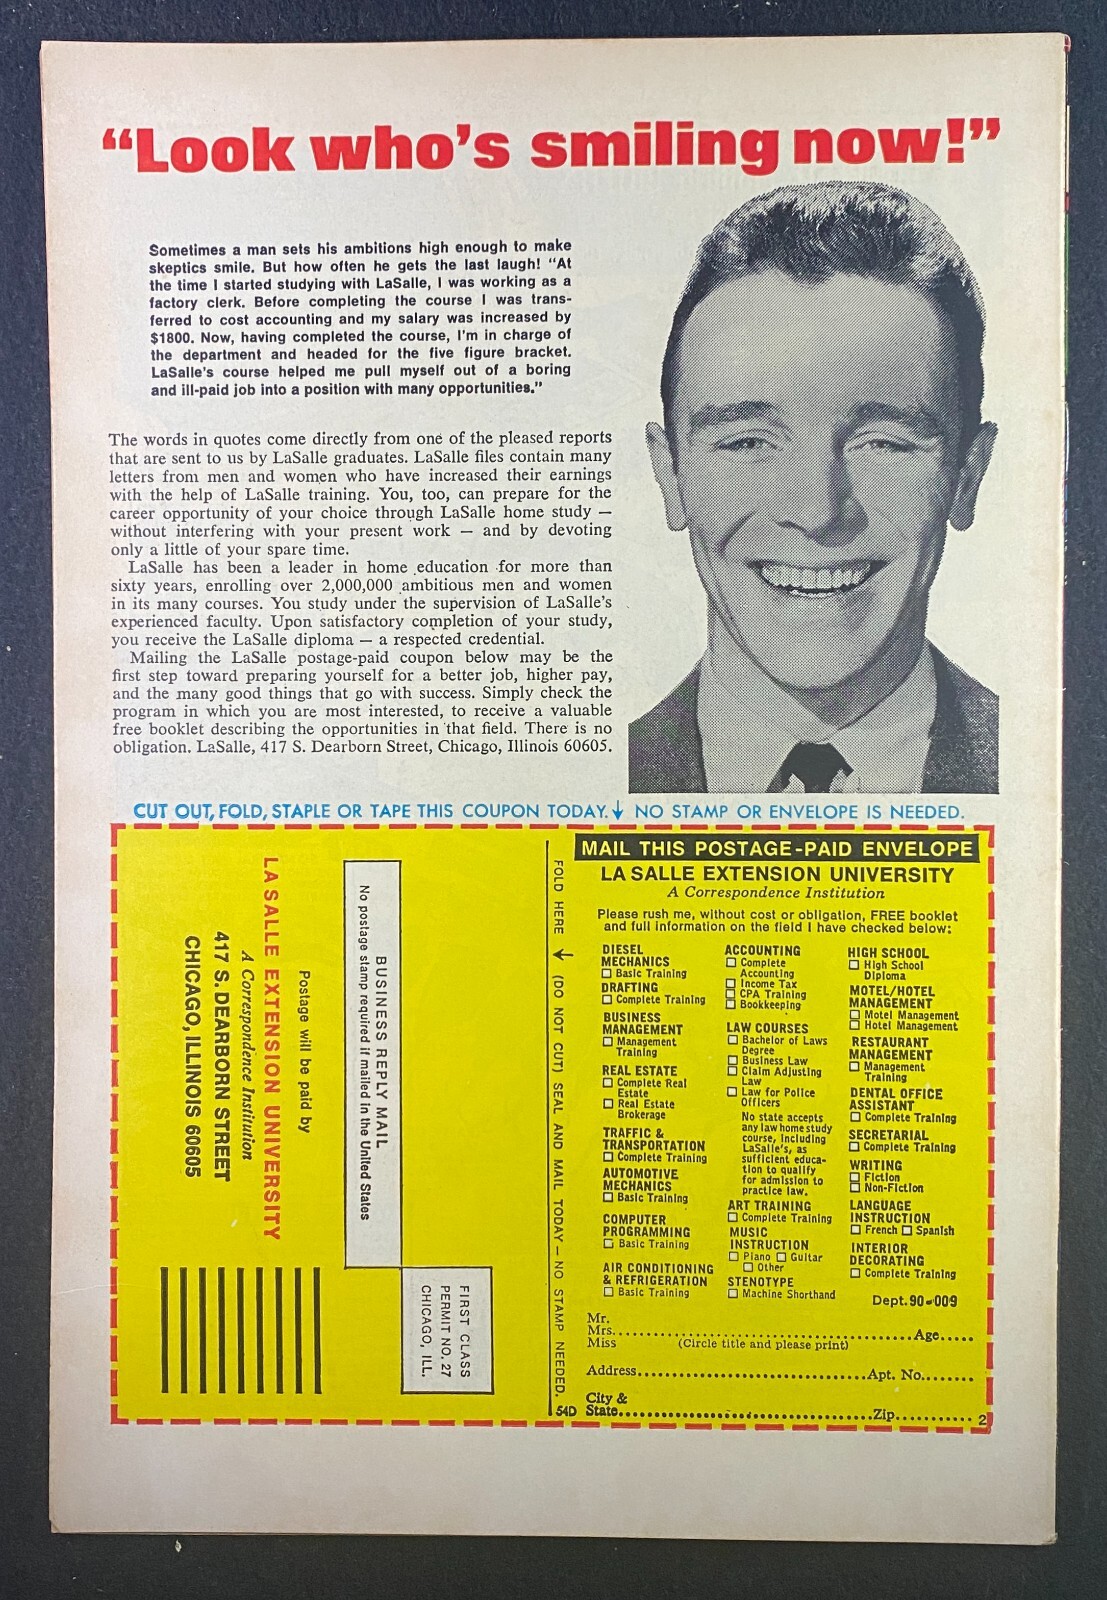 “Look who’s smiling now!”
Sometimes a man sets his ambitions high enough to make
skeptics smile. But how often he gets the last laugh! “At
the time I started studying with LaSalle, I was working as a
factory clerk. Before completing the course I was trans-
ferred to cost accounting and my salary was increased by
$1800. Now, having completed the course, I’m in charge of
the department and headed for the five figure bracket.
LaSalle’s course helped me pull myself out of a boring
and ill-paid job into a position with many opportunities.”
The words in quotes come directly from one of the pleased reports
that are sent to us by LaSalle graduates. LaSalle files contain many
letters from men and women who have increased their earnings
with the help of LaSalle training. You, too, can prepare for the
career opportunity of your choice through LaSalle home study —
without interfering with your present work — and by devoting
only a little of your spare time.
LaSalle has been a leader in home education for more than
sixty years, enrolling over 2,000,000 ambitious men and women
in its many courses. You study under the supervision of LaSalle’s
experienced faculty. Upon satisfactory completion of your study,
you receive the LaSalle diploma — a respected credential.
Mailing the LaSalle postage-paid coupon below may be the
first step toward preparing yourself for a better job, higher pay,
and the many good things that go with success. Simply check the
program in which you are most interested, to receive a valuable
free booklet describing the opportunities in that field. There is no
obligation. LaSalle, 417 S. Dearborn Street, Chicago, Illinois 60605.
CUT OUT, FOLD, STAPLE OR TAPE THIS COUPON TODAY.↓ NO STAMP OR ENVELOPE IS NEEDED.
FIRST CLASS
PERMIT NO. 27
CHICAGO, ILL.
BUSINESS REPLY MAIL
No postage stamp required if mailed in the United States
Postage will be paid by
LA SALLE EXTENSION UNIVERSITY
A Correspondence Institution
417 S. DEARBORN STREET
CHICAGO, ILLINOIS 60605
FOLD HERE ↓ (DO NOT CUT) SEAL AND MAIL TODAY — NO STAMP NEEDED.
54D
MAIL THIS POSTAGE-PAID ENVELOPE
LA SALLE EXTENSION UNIVERSITY
A Correspondence Institution
Please rush me, without cost or obligation, FREE booklet
and full information on the field I have checked below:
DIESEL
MECHANICS
☐ Basic Training
DRAFTING
☐ Complete Training
BUSINESS
MANAGEMENT
☐ Management
Training
REAL ESTATE
☐ Complete Real
Estate
☐ Real Estate
Brokerage
TRAFFIC &
TRANSPORTATION
☐ Complete Training
AUTOMOTIVE
MECHANICS
☐ Basic Training
COMPUTER
PROGRAMMING
☐ Basic Training
AIR CONDITIONING
& REFRIGERATION
☐ Basic Training
ACCOUNTING
☐ Complete
Accounting
☐ Income Tax
☐ CPA Training
☐ Bookkeeping
LAW COURSES
☐ Bachelor of Laws
Degree
☐ Business Law
☐ Claim Adjusting
Law
☐ Law for Police
Officers
No state accepts
any law home study
course, including
LaSalle’s, as
sufficient educa-
tion to qualify
for admission to
practice law.
ART TRAINING
☐ Complete Training
MUSIC
INSTRUCTION
☐ Piano ☐ Guitar
☐ Other
STENOTYPE
☐ Machine Shorthand
HIGH SCHOOL
☐ High School
Diploma
MOTEL/HOTEL
MANAGEMENT
☐ Motel Management
☐ Hotel Management
RESTAURANT
MANAGEMENT
☐ Management
Training
DENTAL OFFICE
ASSISTANT
☐ Complete Training
SECRETARIAL
☐ Complete Training
WRITING
☐ Fiction
☐ Non-Fiction
LANGUAGE
INSTRUCTION
☐ French ☐ Spanish
INTERIOR
DECORATING
☐ Complete Training
Dept. 90-009
Mr.
Mrs. Age
Miss (Circle title and please print)
Address Apt. No.
City &
State Zip 2